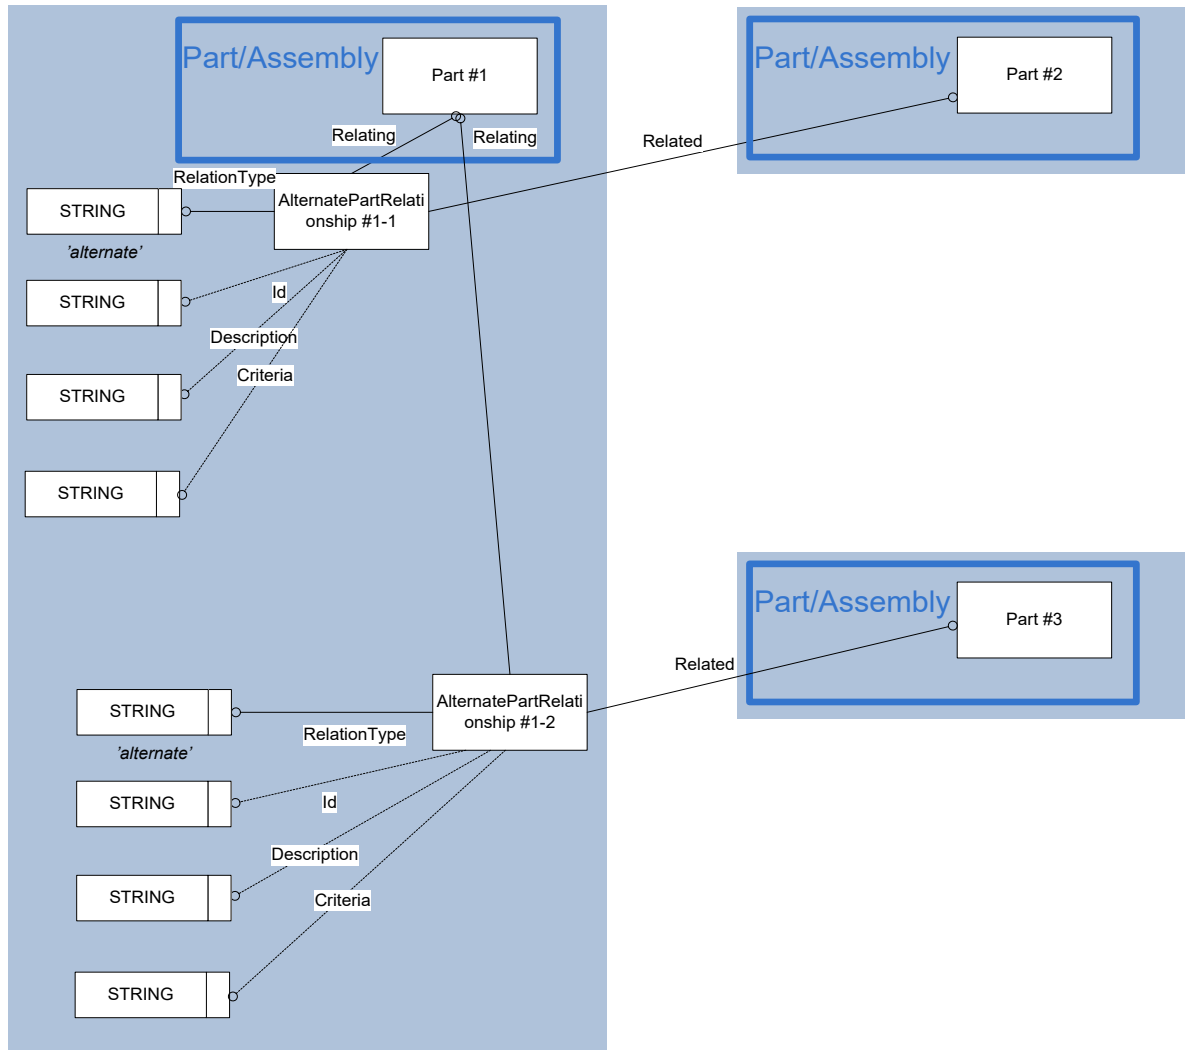 Part/Assembly
Part #1
Part/Assembly
Part #2
Relating
Relating
Related
RelationType
STRING
AlternatePartRelati
onship #1-1
'alternate'
STRING
Id
Description
Criteria
STRING
STRING
Part/Assembly
Part #3
Related
STRING
AlternatePartRelati
onship #1-2
RelationType
'alternate'
STRING
Id
Description
STRING
Criteria
STRING